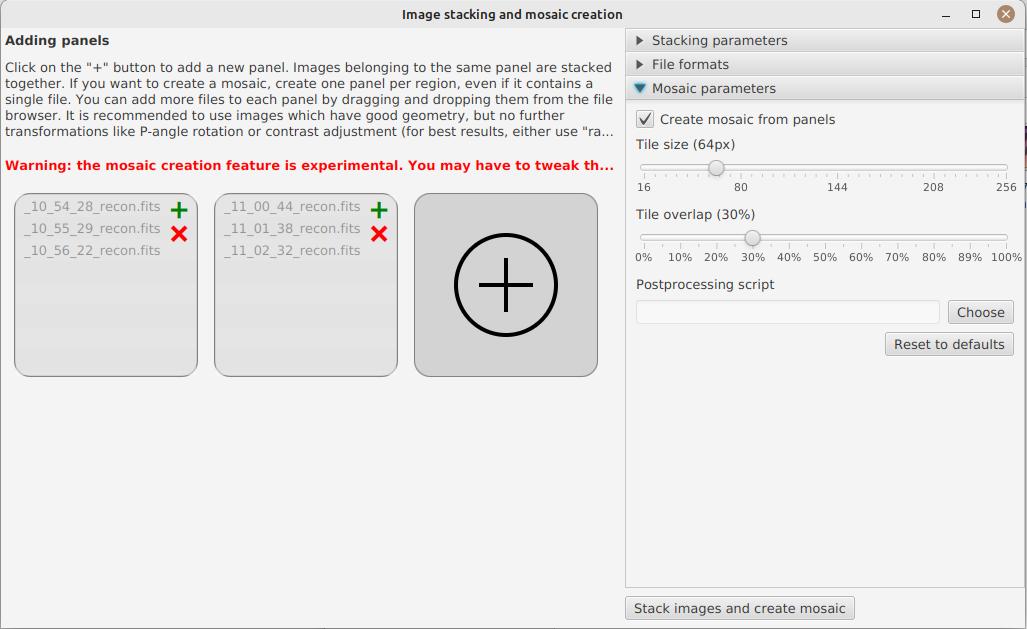 Image stacking and mosaic creation
Adding panels
Click on the "+" button to add a new panel. Images belonging to the same panel are stacked
together. If you want to create a mosaic, create one panel per region, even if it contains a
single file. You can add more files to each panel by dragging and dropping them from the file
browser. It is recommended to use images which have good geometry, but no further
transformations like P-angle rotation or contrast adjustment (for best results, either use "ra...
Warning: the mosaic creation feature is experimental. You may have to tweak th...
_10_54_28_recon.fits
_10_55_29_recon.fits
_10_56_22_recon.fits
_11_00_44_recon.fits
_11_01_38_recon.fits
_11_02_32_recon.fits
Stacking parameters
File formats
Mosaic parameters
Create mosaic from panels
Tile size (64px)
16 80 144 208 256
Tile overlap (30%)
0% 10% 20% 30% 40% 50% 60% 70% 80% 89% 100%
Postprocessing script
Choose
Reset to defaults
Stack images and create mosaic